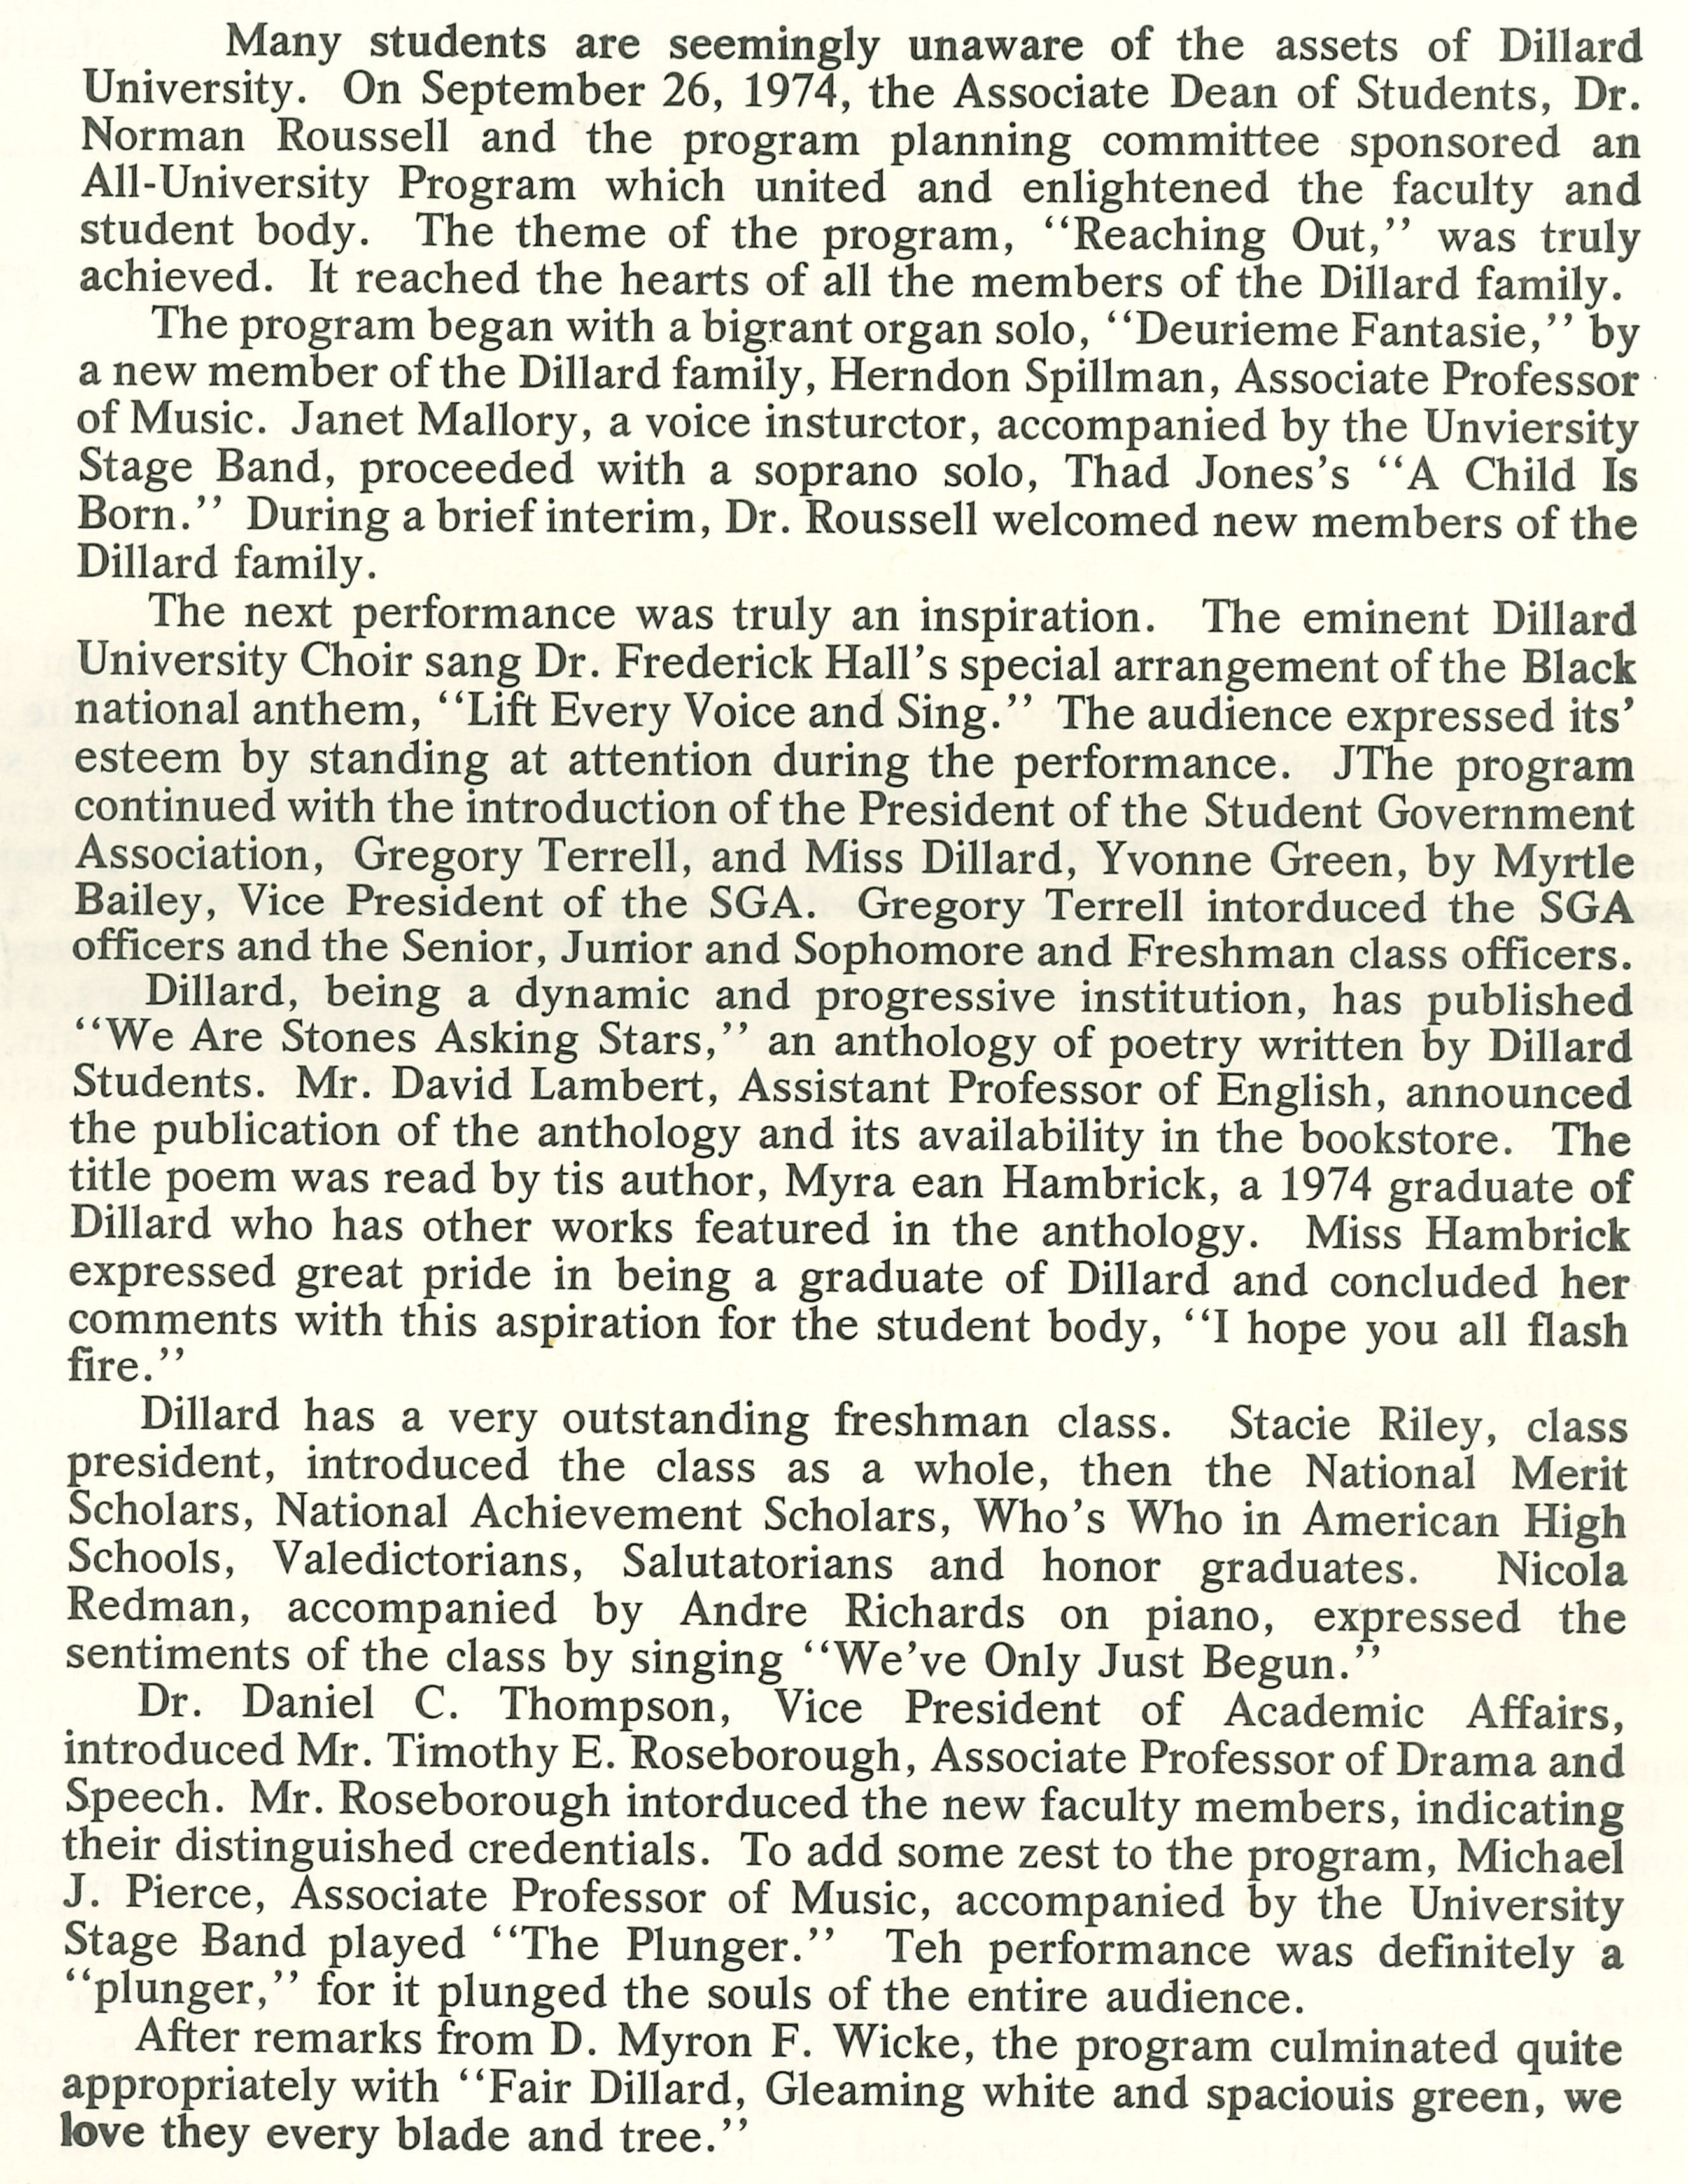 Many students are seemingly unaware of the assets of Dillard
University. On September 26, 1974, the Associate Dean of Students, Dr.
Norman Roussell and the program planning committee sponsored an
All-University Program which united and enlightened the faculty and
student body. The theme of the program, ‘‘Reaching Out,’’ was truly
achieved. It reached the hearts of all the members of the Dillard family.
The program began with a bigrant organ solo, ‘‘Deurieme Fantasie,’’ by
a new member of the Dillard family, Herndon Spillman, Associate Professor
of Music. Janet Mallory, a voice insturctor, accompanied by the Unviersity
Stage Band, proceeded with a soprano solo, Thad Jones’s ‘‘A Child Is
Born.’’ During a brief interim, Dr. Roussell welcomed new members of the
Dillard family.
The next performance was truly an inspiration. The eminent Dillard
University Choir sang Dr. Frederick Hall’s special arrangement of the Black
national anthem, ‘‘Lift Every Voice and Sing.’’ The audience expressed its’
esteem by standing at attention during the performance. JThe program
continued with the introduction of the President of the Student Government
Association, Gregory Terrell, and Miss Dillard, Yvonne Green, by Myrtle
Bailey, Vice President of the SGA. Gregory Terrell intorduced the SGA
officers and the Senior, Junior and Sophomore and Freshman class officers.
Dillard, being a dynamic and progressive institution, has published
‘‘We Are Stones Asking Stars,’’ an anthology of poetry written by Dillard
Students. Mr. David Lambert, Assistant Professor of English, announced
the publication of the anthology and its availability in the bookstore. The
title poem was read by tis author, Myra ean Hambrick, a 1974 graduate of
Dillard who has other works featured in the anthology. Miss Hambrick
expressed great pride in being a graduate of Dillard and concluded her
comments with this aspiration for the student body, ‘‘I hope you all flash
fire.’’
Dillard has a very outstanding freshman class. Stacie Riley, class
president, introduced the class as a whole, then the National Merit
Scholars, National Achievement Scholars, Who’s Who in American High
Schools, Valedictorians, Salutatorians and honor graduates. Nicola
Redman, accompanied by Andre Richards on piano, expressed the
sentiments of the class by singing ‘‘We’ve Only Just Begun.’’
Dr. Daniel C. Thompson, Vice President of Academic Affairs,
introduced Mr. Timothy E. Roseborough, Associate Professor of Drama and
Speech. Mr. Roseborough intorduced the new faculty members, indicating
their distinguished credentials. To add some zest to the program, Michael
J. Pierce, Associate Professor of Music, accompanied by the University
Stage Band played ‘‘The Plunger.’’ Teh performance was definitely a
‘‘plunger,’’ for it plunged the souls of the entire audience.
After remarks from D. Myron F. Wicke, the program culminated quite
appropriately with ‘‘Fair Dillard, Gleaming white and spaciouis green, we
love they every blade and tree.’’